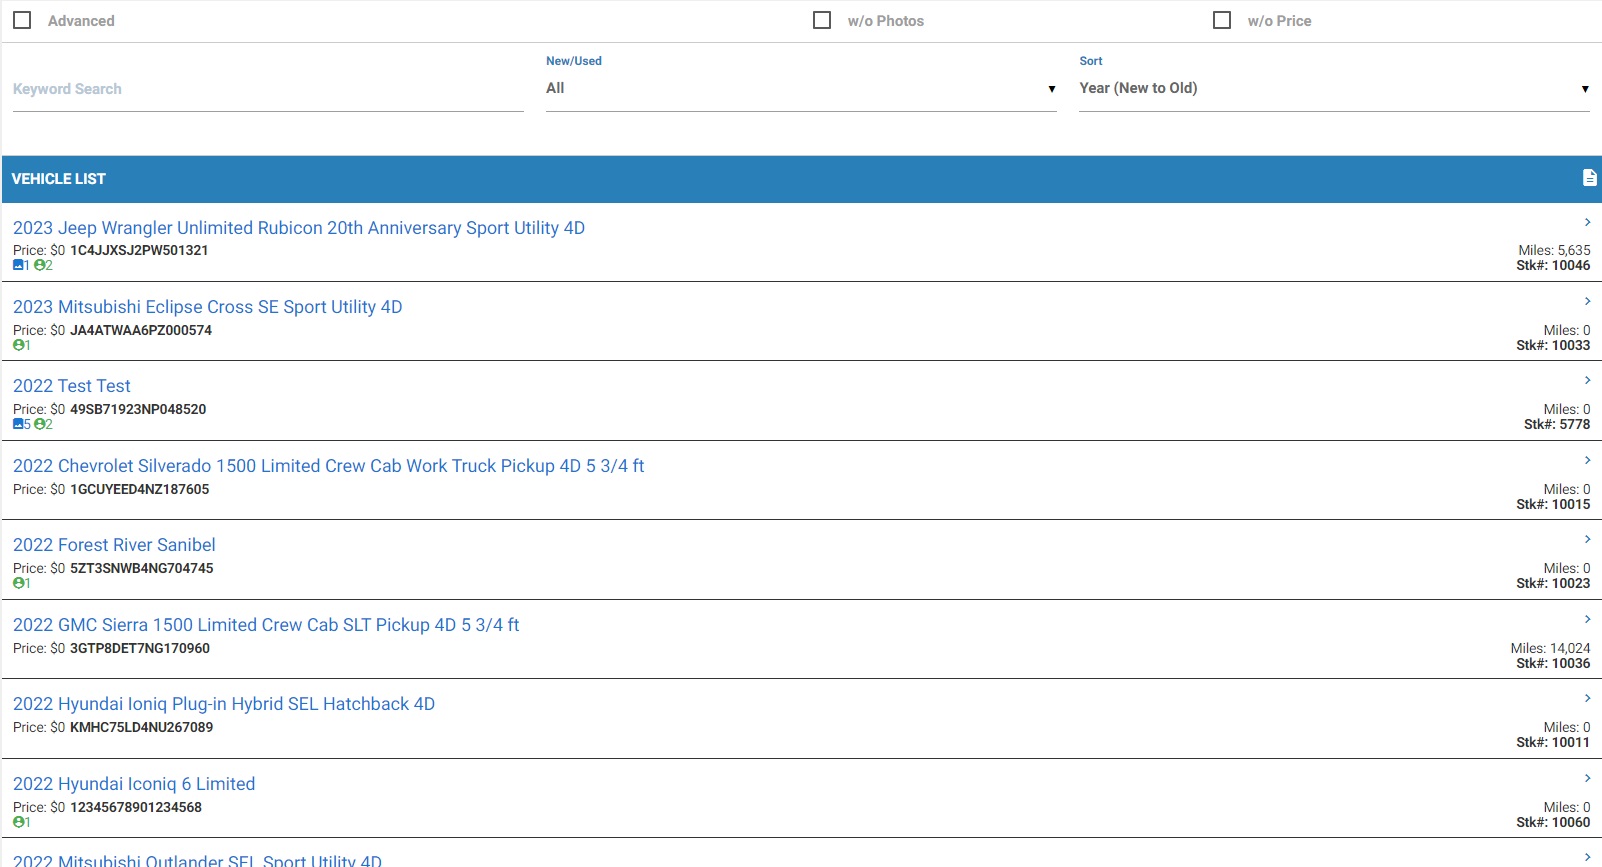 Advanced w/o Photos w/o Price
New/Used Sort
Keyword Search All Year (New to Old)
VEHICLE LIST
2023 Jeep Wrangler Unlimited Rubicon 20th Anniversary Sport Utility 4D
Price: $0 1C4JJXSJ2PW501321 Miles: 5,635
1 2 Stk#: 10046
2023 Mitsubishi Eclipse Cross SE Sport Utility 4D
Price: $0 JA4ATWAA6PZ000574 Miles: 0
1 Stk#: 10033
2022 Test Test
Price: $0 49SB71923NP048520 Miles: 0
5 2 Stk#: 5778
2022 Chevrolet Silverado 1500 Limited Crew Cab Work Truck Pickup 4D 5 3/4 ft
Price: $0 1GCUYEED4NZ187605 Miles: 0
Stk#: 10015
2022 Forest River Sanibel
Price: $0 5ZT3SNWB4NG704745 Miles: 0
1 Stk#: 10023
2022 GMC Sierra 1500 Limited Crew Cab SLT Pickup 4D 5 3/4 ft
Price: $0 3GTP8DET7NG170960 Miles: 14,024
Stk#: 10036
2022 Hyundai Ioniq Plug-in Hybrid SEL Hatchback 4D
Price: $0 KMHC75LD4NU267089 Miles: 0
Stk#: 10011
2022 Hyundai Iconiq 6 Limited
Price: $0 12345678901234568 Miles: 0
1 Stk#: 10060
2022 Mitsubishi Outlander SEL Sport Utility 4D